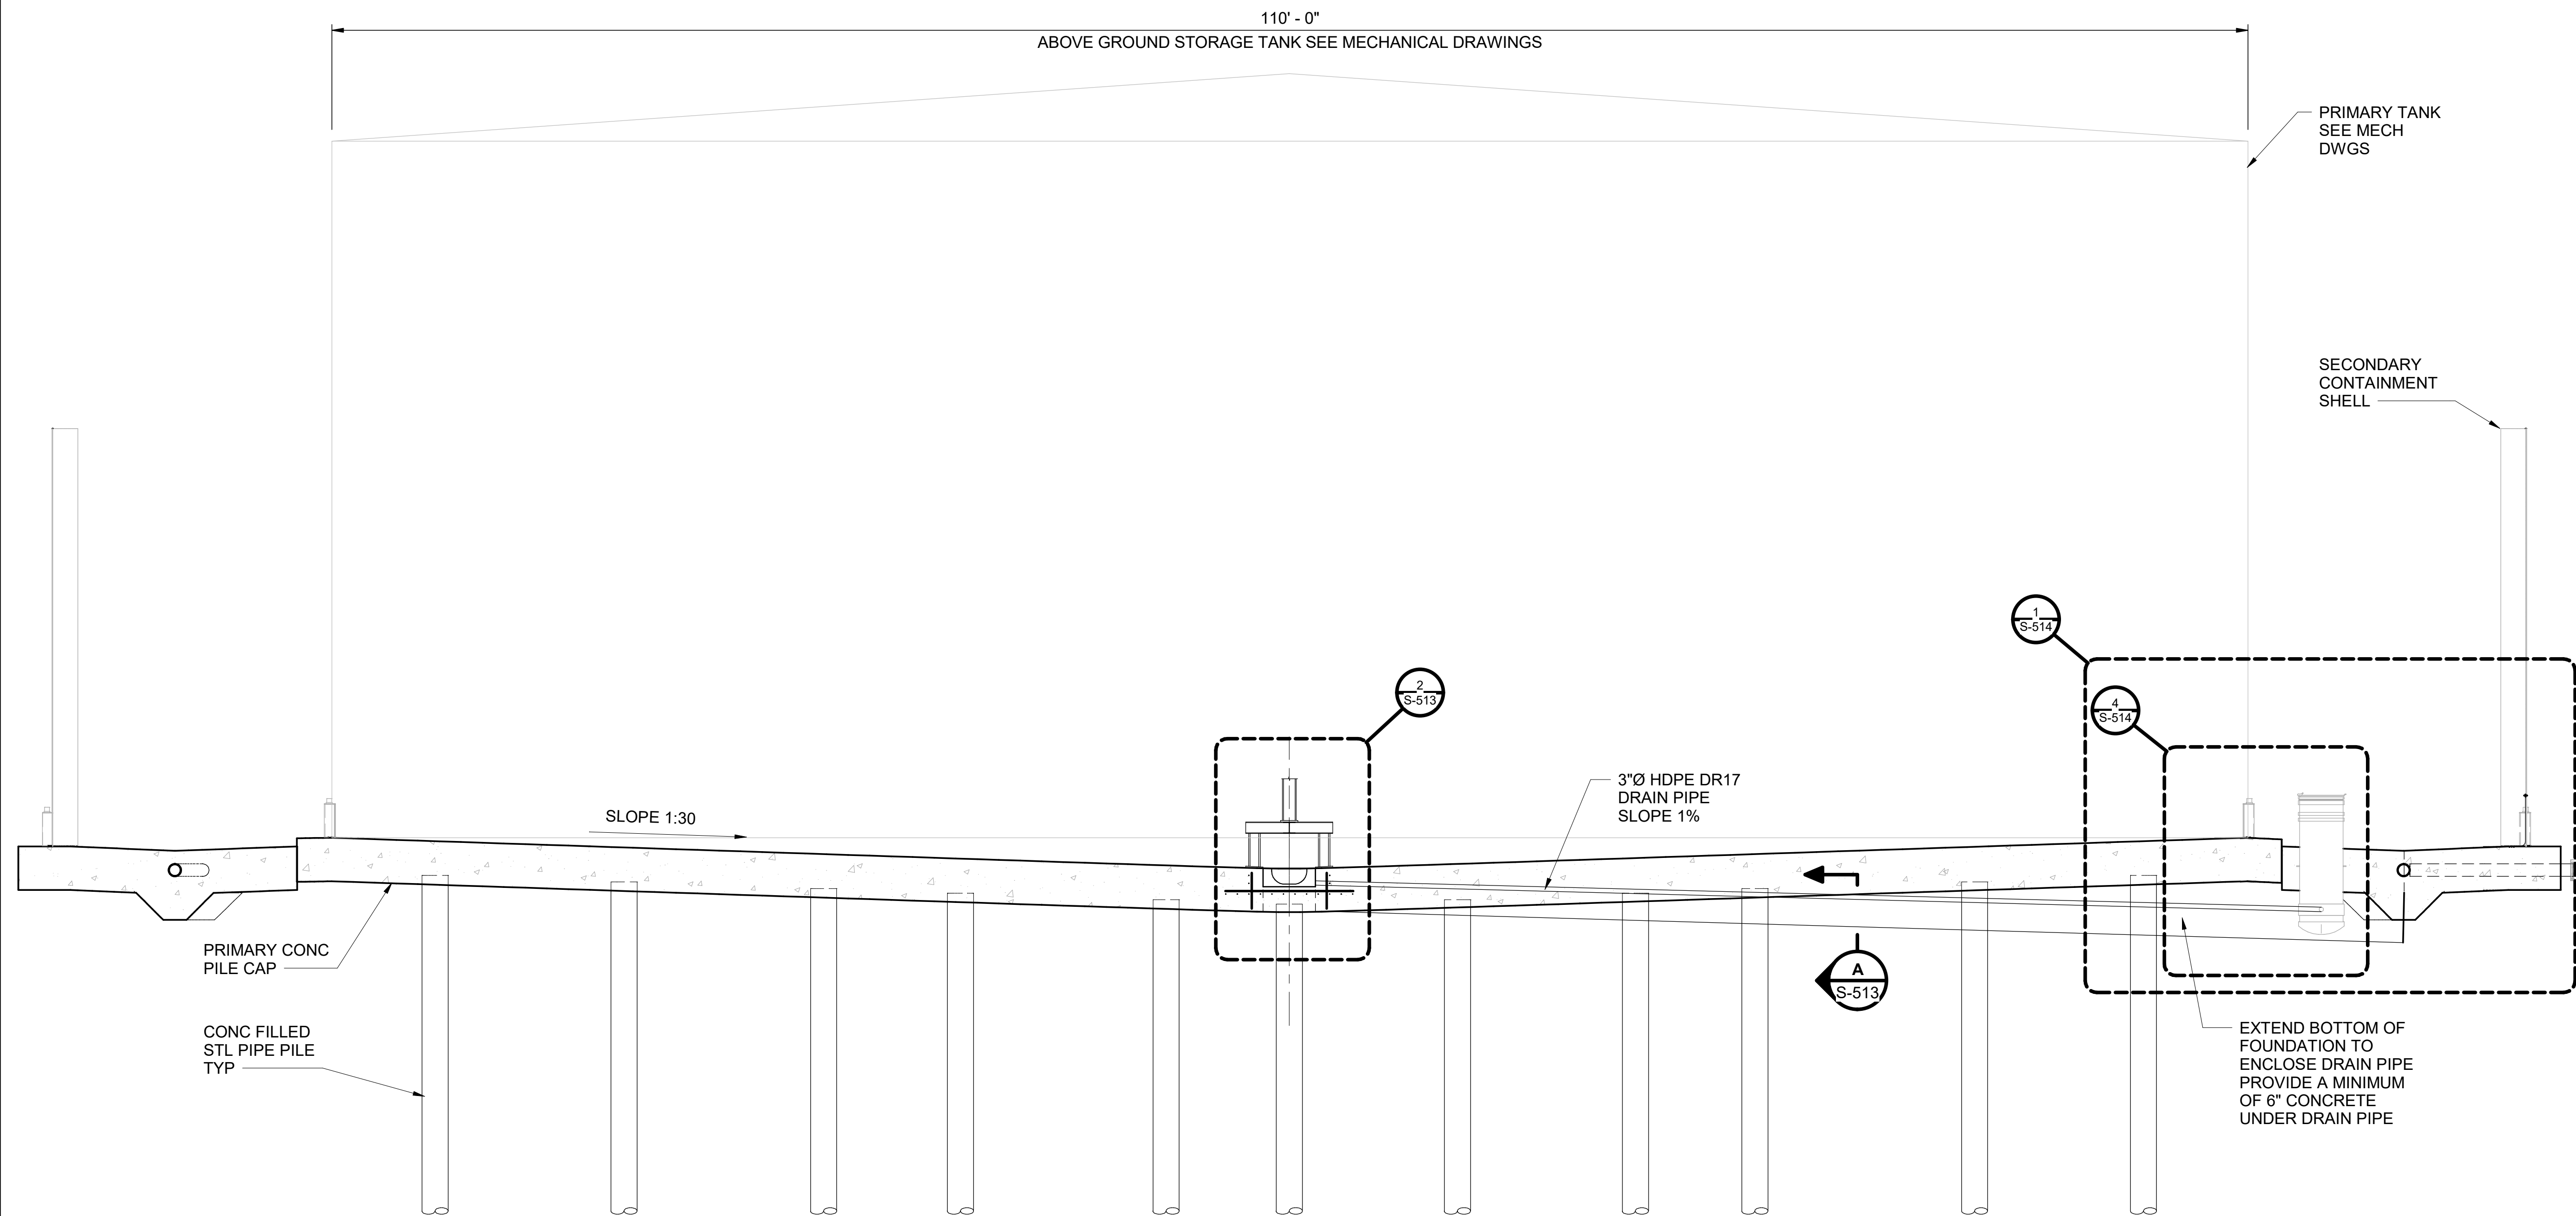 110' - 0"
ABOVE GROUND STORAGE TANK SEE MECHANICAL DRAWINGS
PRIMARY TANK
SEE MECH
DWGS
SECONDARY
CONTAINMENT
SHELL
1
S-514
2
S-513
4
S-514
3"Ø HDPE DR17
DRAIN PIPE
SLOPE 1%
SLOPE 1:30
PRIMARY CONC
PILE CAP
A
S-513
CONC FILLED
STL PIPE PILE
TYP
EXTEND BOTTOM OF
FOUNDATION TO
ENCLOSE DRAIN PIPE
PROVIDE A MINIMUM
OF 6" CONCRETE
UNDER DRAIN PIPE